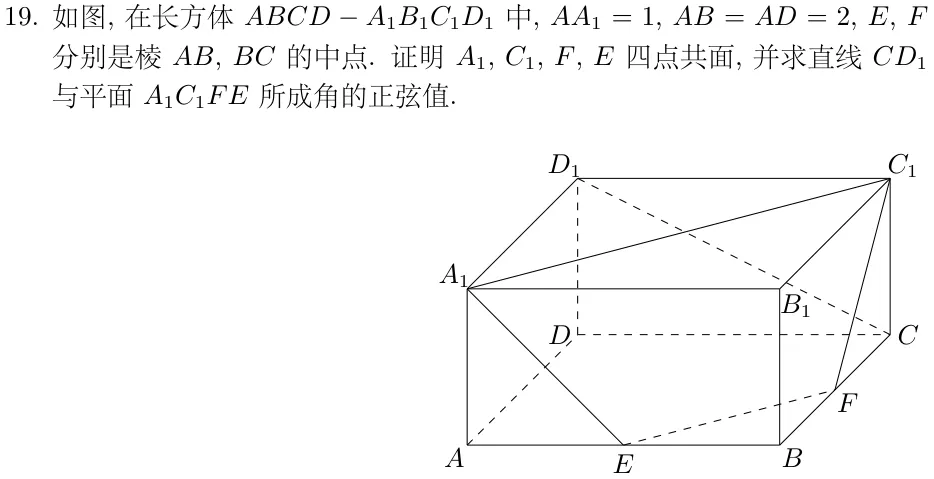 19. 如图, 在长方体 ABCD − A₁B₁C₁D₁ 中, AA₁ = 1, AB = AD = 2, E, F
分别是棱 AB, BC 的中点. 证明 A₁, C₁, F, E 四点共面, 并求直线 CD₁
与平面 A₁C₁FE 所成角的正弦值.
D₁
C₁
A₁
B₁
D
C
F
A
E
B